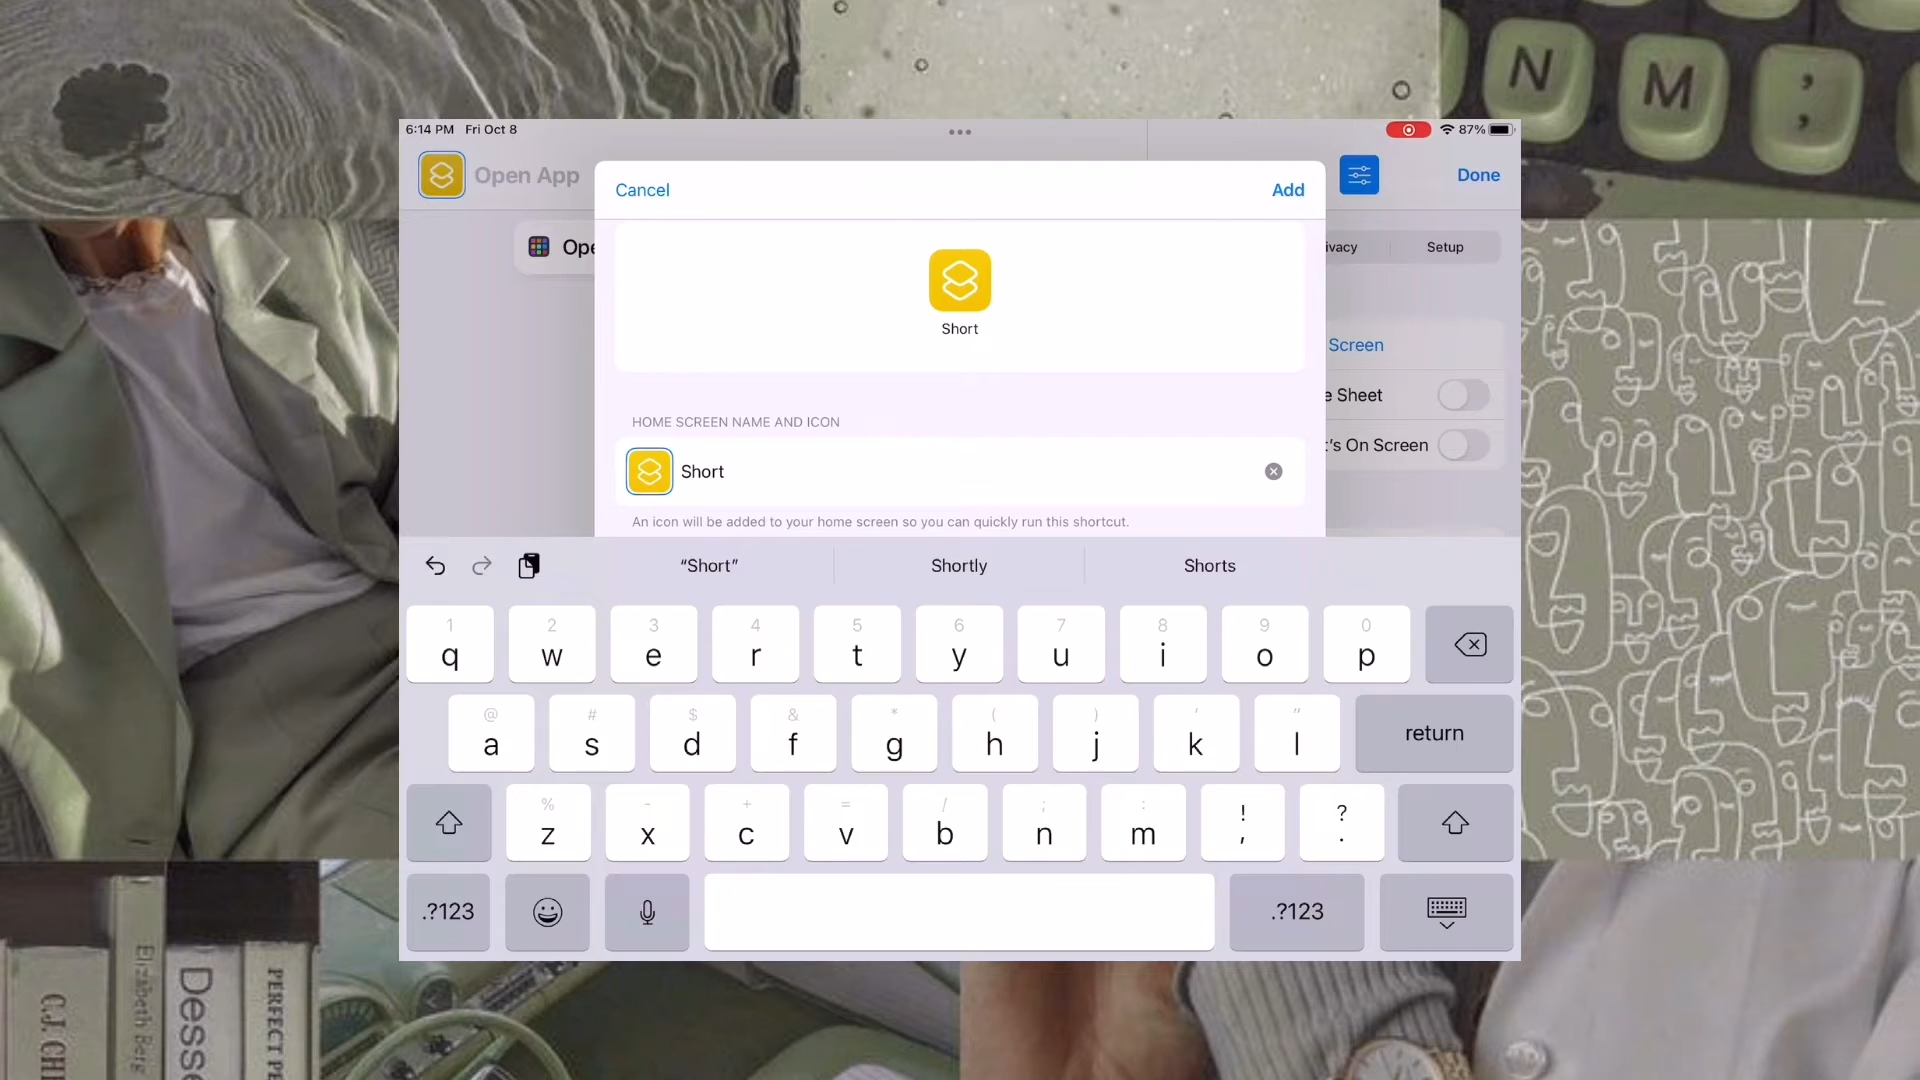 N M ; ,
6:14 PM Fri Oct 8
87%
Open App
Cancel
Add
Done
Ope
ivacy
Setup
Short
Screen
e Sheet
HOME SCREEN NAME AND ICON
t's On Screen
Short
An icon will be added to your home screen so you can quickly run this shortcut.
“Short”
Shortly
Shorts
1 2 3 4 5 6 7 8 9 0
q w e r t y u i o p
@ # $ & * ( ) ' "
a s d f g h j k l
return
% - + = / ; : ! ?
z x c v b n m , .
.?123
.?123
C.J. CHI
Elizabeth Berg
Desse
PERFECT PE